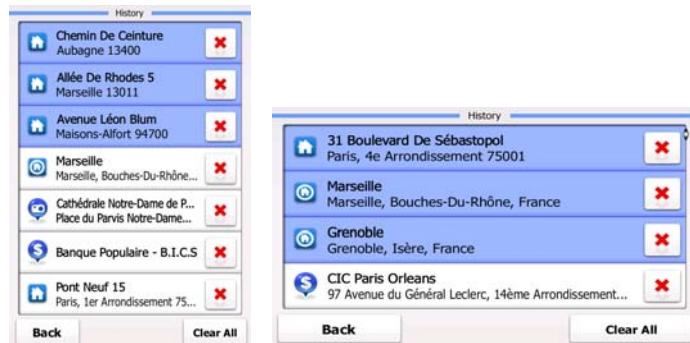 History
Chemin De Ceinture
Aubagne 13400
Allée De Rhodes 5
Marseille 13011
Avenue Léon Blum
Maisons-Alfort 94700
Marseille
Marseille, Bouches-Du-Rhône...
Cathédrale Notre-Dame de P...
Place du Parvis Notre-Dame...
Banque Populaire - B.I.C.S
Pont Neuf 15
Paris, 1er Arrondissement 75...
Back
Clear All
History
31 Boulevard De Sébastopol
Paris, 4e Arrondissement 75001
Marseille
Marseille, Bouches-Du-Rhône, France
Grenoble
Grenoble, Isère, France
CIC Paris Orleans
97 Avenue du Général Leclerc, 14ème Arrondissement...
Back
Clear All